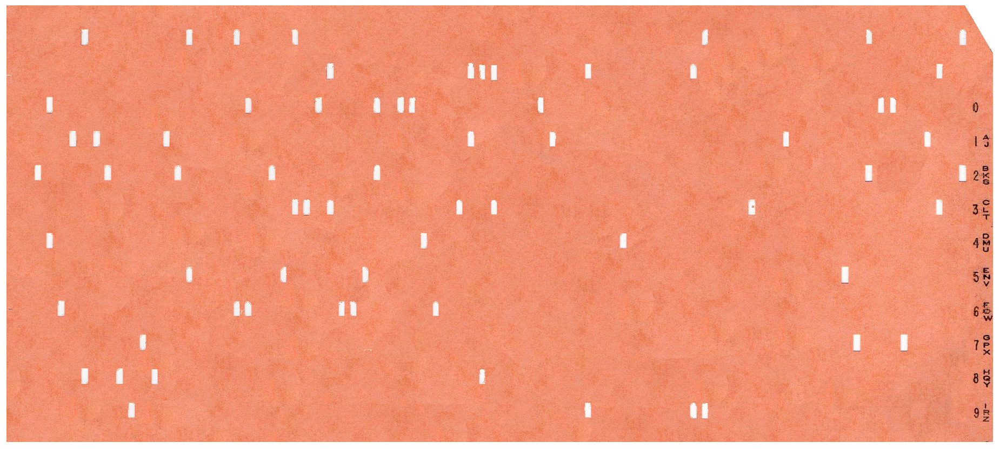 0
1 A J
2 B K S
3 C L T
4 D M U
5 E N V
6 F O W
7 G P X
8 H Q Y
9 I R Z